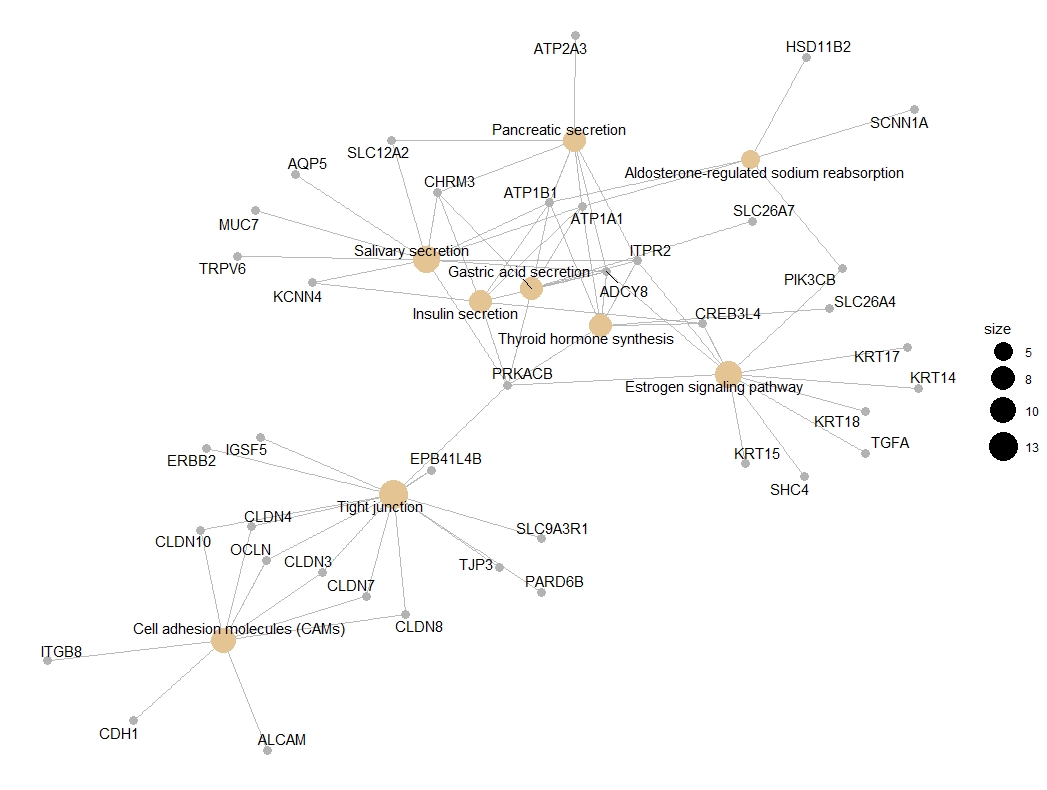 ATP2A3
HSD11B2
SCNN1A
Pancreatic secretion
SLC12A2
AQP5
Aldosterone-regulated sodium reabsorption
CHRM3
ATP1B1
ATP1A1
SLC26A7
MUC7
Salivary secretion
ITPR2
TRPV6
Gastric acid secretion
PIK3CB
KCNN4
ADCY8
SLC26A4
Insulin secretion
CREB3L4
size
Thyroid hormone synthesis
5
KRT17
PRKACB
KRT14
8
Estrogen signaling pathway
10
KRT18
TGFA
13
IGSF5
ERBB2
EPB41L4B
KRT15
SHC4
Tight junction
CLDN4
SLC9A3R1
CLDN10
OCLN
CLDN3
TJP3
CLDN7
PARD6B
Cell adhesion molecules (CAMs)
CLDN8
ITGB8
CDH1
ALCAM